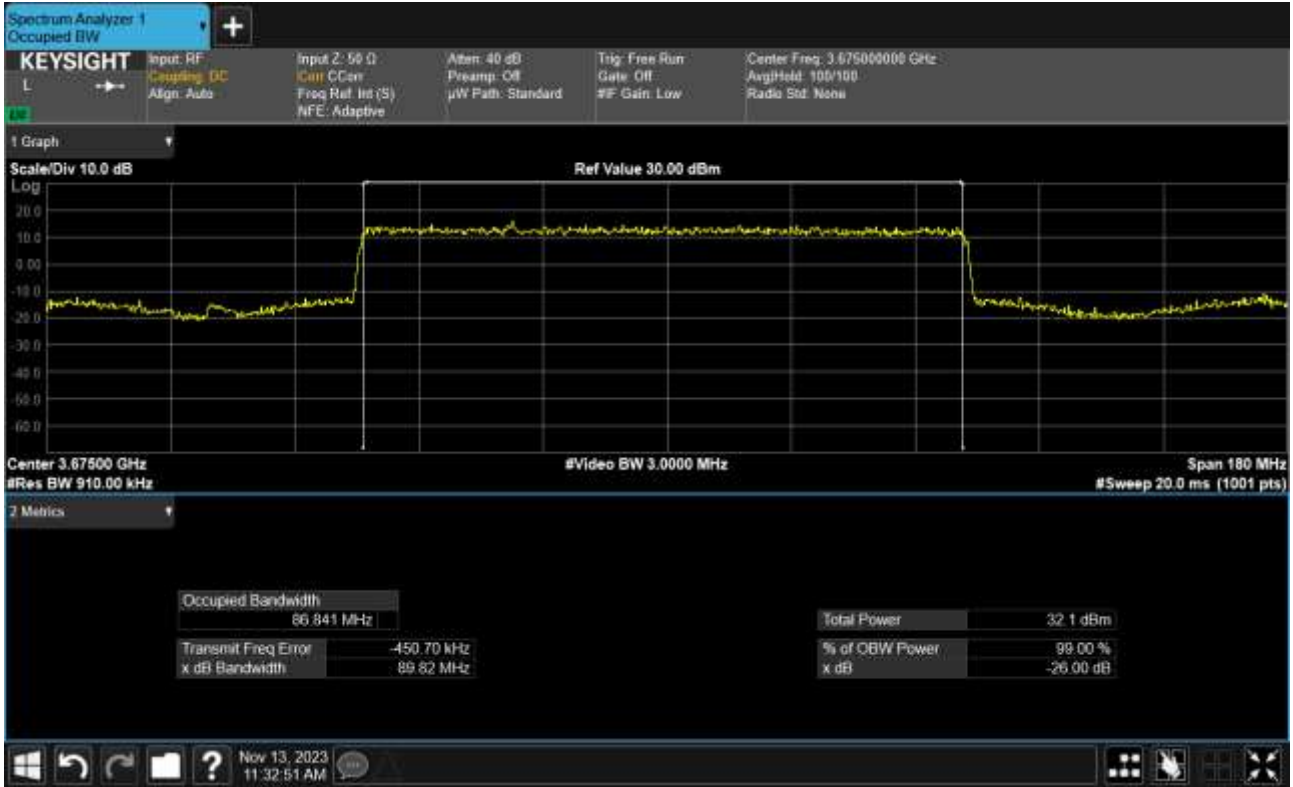 Spectrum Analyzer 1
Occupied BW
+
KEYSIGHT
L
Input: RF
Coupling: DC
Align: Auto
Input Z: 50 Ω
Corr CCorr
Freq Ref: Int (S)
NFE: Adaptive
Atten: 40 dB
Preamp: Off
µW Path: Standard
Trig: Free Run
Gate: Off
#IF Gain: Low
Center Freq: 3.675000000 GHz
Avg|Hold: 100/100
Radio Std: None
1 Graph
Scale/Div 10.0 dB
Ref Value 30.00 dBm
Log
20.0
10.0
0.00
-10.0
-20.0
-30.0
-40.0
-50.0
-60.0
Center 3.67500 GHz
#Video BW 3.0000 MHz
Span 180 MHz
#Res BW 910.00 kHz
#Sweep 20.0 ms (1001 pts)
2 Metrics
Occupied Bandwidth
86.841 MHz
Total Power 32.1 dBm
Transmit Freq Error -450.70 kHz
% of OBW Power 99.00 %
x dB Bandwidth 89.82 MHz
x dB -26.00 dB
?
Nov 13, 2023
11:32:51 AM